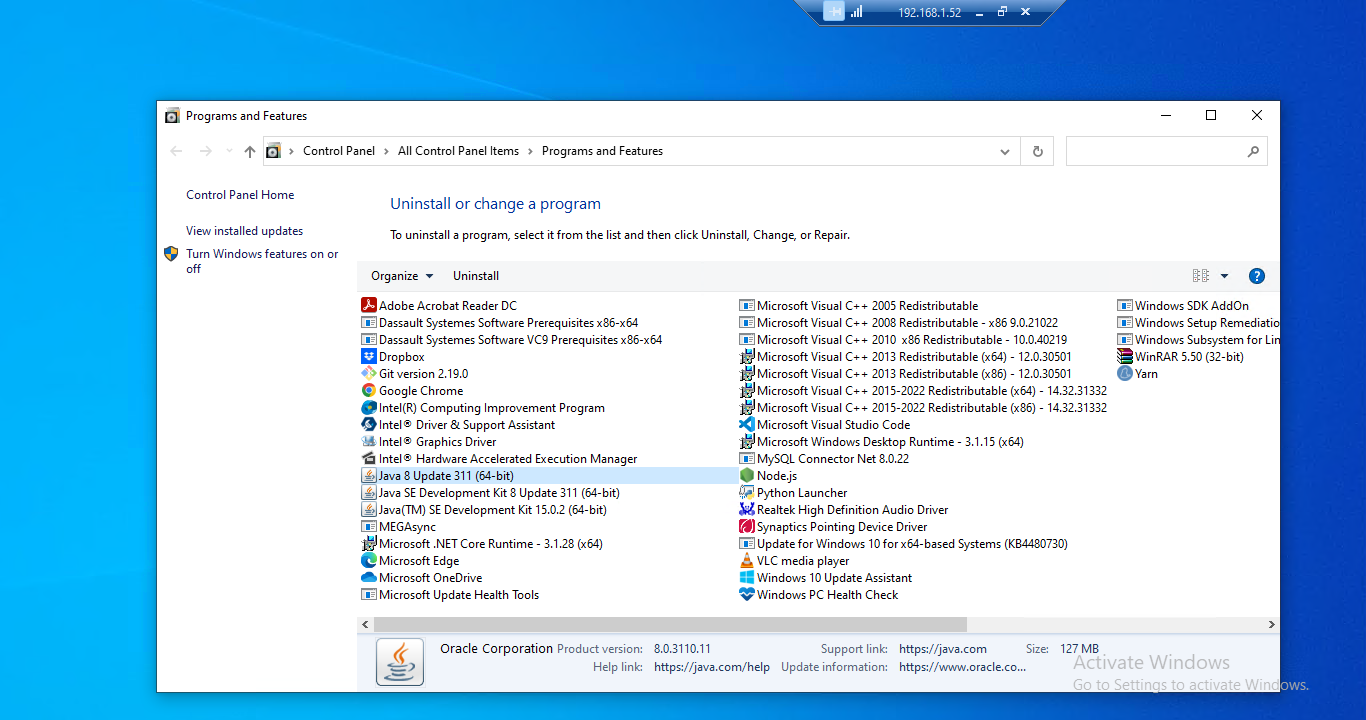 192.168.1.52
Programs and Features
Control Panel > All Control Panel Items > Programs and Features
Control Panel Home
View installed updates
Turn Windows features on or
off
Uninstall or change a program
To uninstall a program, select it from the list and then click Uninstall, Change, or Repair.
Organize
Uninstall
Adobe Acrobat Reader DC
Dassault Systemes Software Prerequisites x86-x64
Dassault Systemes Software VC9 Prerequisites x86-x64
Dropbox
Git version 2.19.0
Google Chrome
Intel(R) Computing Improvement Program
Intel® Driver & Support Assistant
Intel® Graphics Driver
Intel® Hardware Accelerated Execution Manager
Java 8 Update 311 (64-bit)
Java SE Development Kit 8 Update 311 (64-bit)
Java(TM) SE Development Kit 15.0.2 (64-bit)
MEGAsync
Microsoft .NET Core Runtime - 3.1.28 (x64)
Microsoft Edge
Microsoft OneDrive
Microsoft Update Health Tools
Microsoft Visual C++ 2005 Redistributable
Microsoft Visual C++ 2008 Redistributable - x86 9.0.21022
Microsoft Visual C++ 2010  x86 Redistributable - 10.0.40219
Microsoft Visual C++ 2013 Redistributable (x64) - 12.0.30501
Microsoft Visual C++ 2013 Redistributable (x86) - 12.0.30501
Microsoft Visual C++ 2015-2022 Redistributable (x64) - 14.32.31332
Microsoft Visual C++ 2015-2022 Redistributable (x86) - 14.32.31332
Microsoft Visual Studio Code
Microsoft Windows Desktop Runtime - 3.1.15 (x64)
MySQL Connector Net 8.0.22
Node.js
Python Launcher
Realtek High Definition Audio Driver
Synaptics Pointing Device Driver
Update for Windows 10 for x64-based Systems (KB4480730)
VLC media player
Windows 10 Update Assistant
Windows PC Health Check
Windows SDK AddOn
Windows Setup Remediatio
Windows Subsystem for Lin
WinRAR 5.50 (32-bit)
Yarn
Oracle Corporation Product version: 8.0.3110.11 Support link: https://java.com Size: 127 MB
Help link: https://java.com/help Update information: https://www.oracle.co...
Activate Windows
Go to Settings to activate Windows.